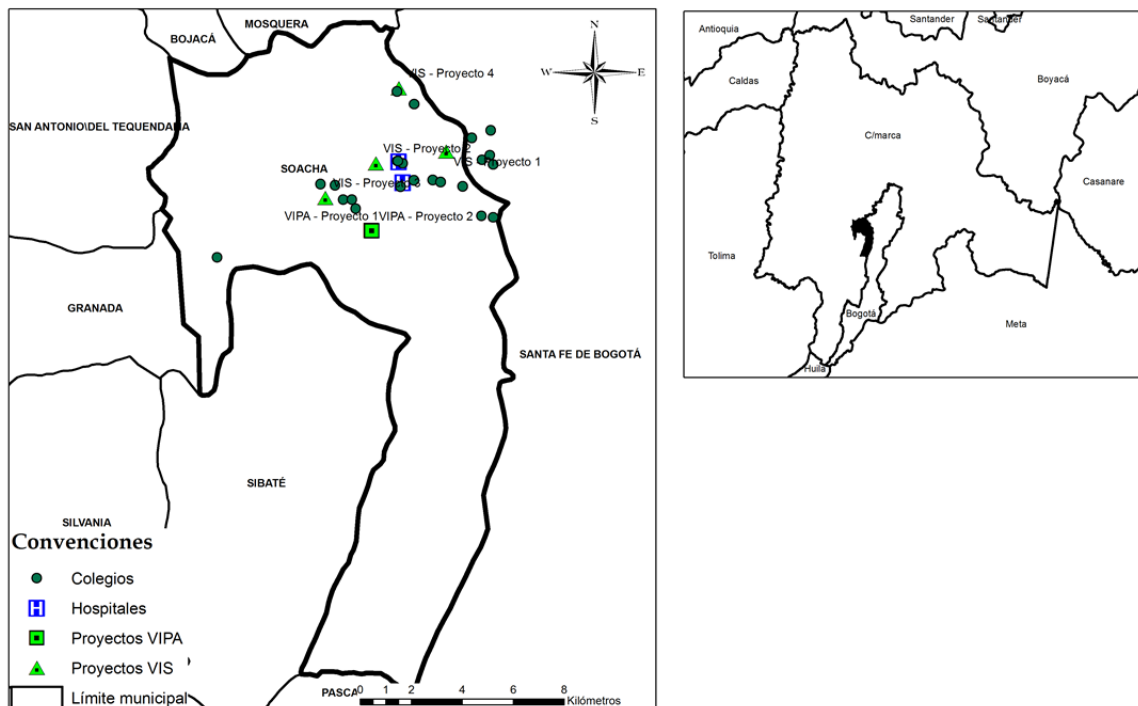 MOSQUERA
BOJACÁ
N
W E
S
VIS - Proyecto 4
SAN ANTONIO\DEL TEQUENDAMA
VIS - Proyecto 2
VIS - Proyecto 1
SOACHA
VIS - Proyecto
VIPA - Proyecto 1
VIPA - Proyecto 2
GRANADA
SANTA FE DE BOGOTÁ
SIBATÉ
SILVANIA
Convenciones
Colegios
H Hospitales
Proyectos VIPA
Proyectos VIS
Límite municipal
PASCA
0 1 2 4 6 8
Kilómetros
Santander
Santander
Antioquia
Caldas
Boyacá
C/marca
Casanare
Tolima
Bogotá
Meta
Huila